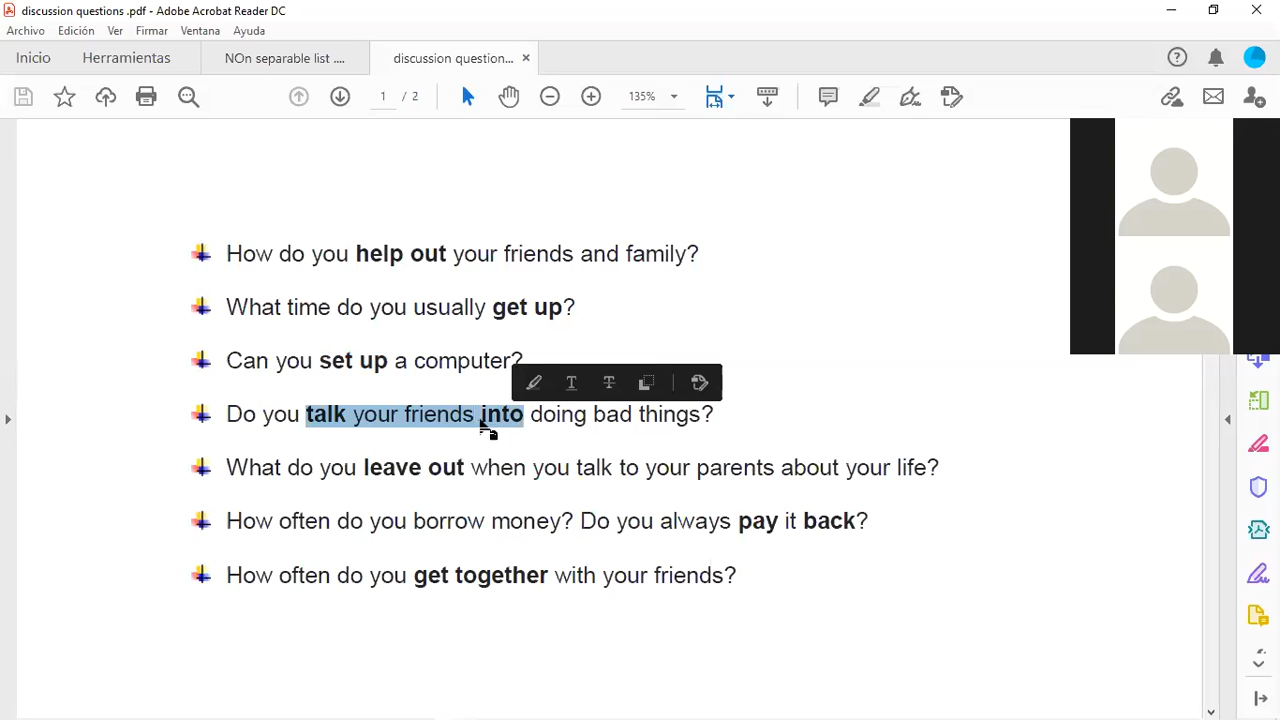 discussion questions .pdf - Adobe Acrobat Reader DC
Archivo Edición Ver Firmar Ventana Ayuda
Inicio Herramientas NOn separable list .... discussion question...
1 / 2 135%
How do you help out your friends and family?
What time do you usually get up?
Can you set up a computer?
Do you talk your friends into doing bad things?
What do you leave out when you talk to your parents about your life?
How often do you borrow money? Do you always pay it back?
How often do you get together with your friends?